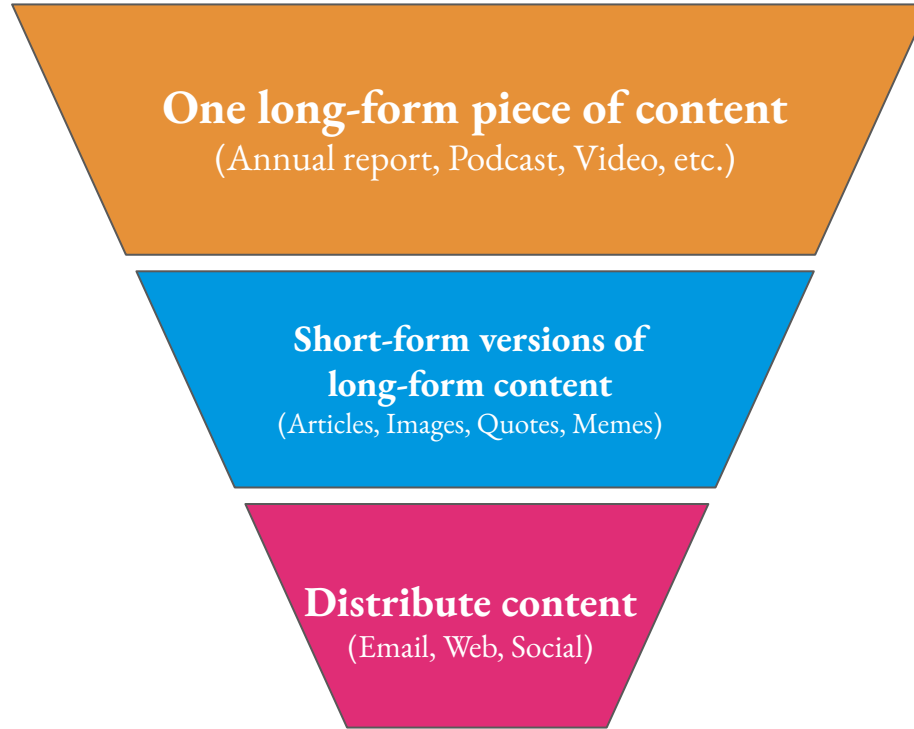 One long-form piece of content
(Annual report, Podcast, Video, etc.)
Short-form versions of
long-form content
(Articles, Images, Quotes, Memes)
Distribute content
(Email, Web, Social)